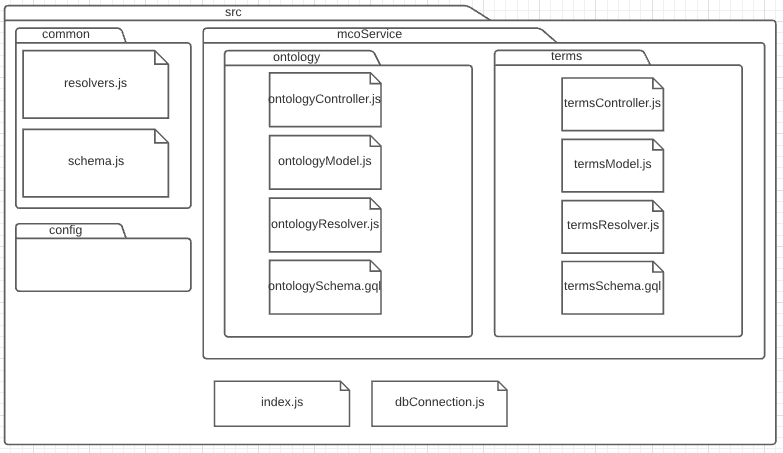 src
common
resolvers.js
schema.js
config
mcoService
ontology
ontologyController.js
ontologyModel.js
ontologyResolver.js
ontologySchema.gql
terms
termsController.js
termsModel.js
termsResolver.js
termsSchema.gql
index.js
dbConnection.js